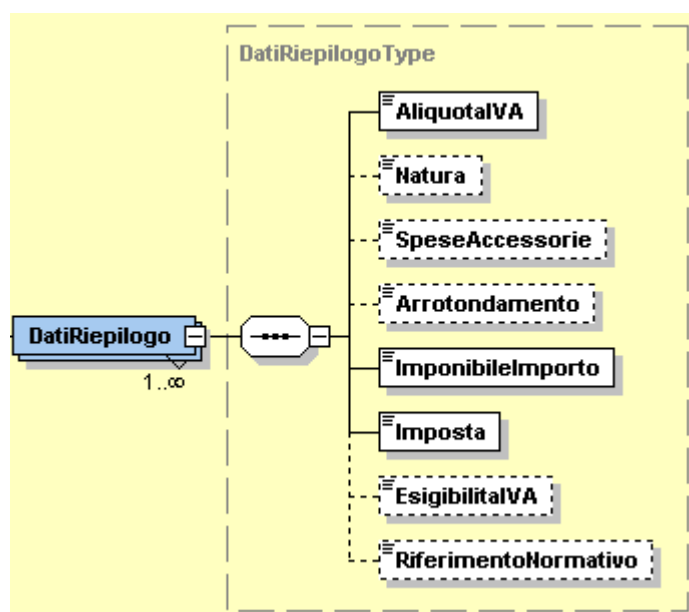 DatiRiepilogoType
AliquotaIVA
Natura
SpeseAccessorie
Arrotondamento
DatiRiepilogo
1..∞
ImponibileImporto
Imposta
EsigibilitaIVA
RiferimentoNormativo